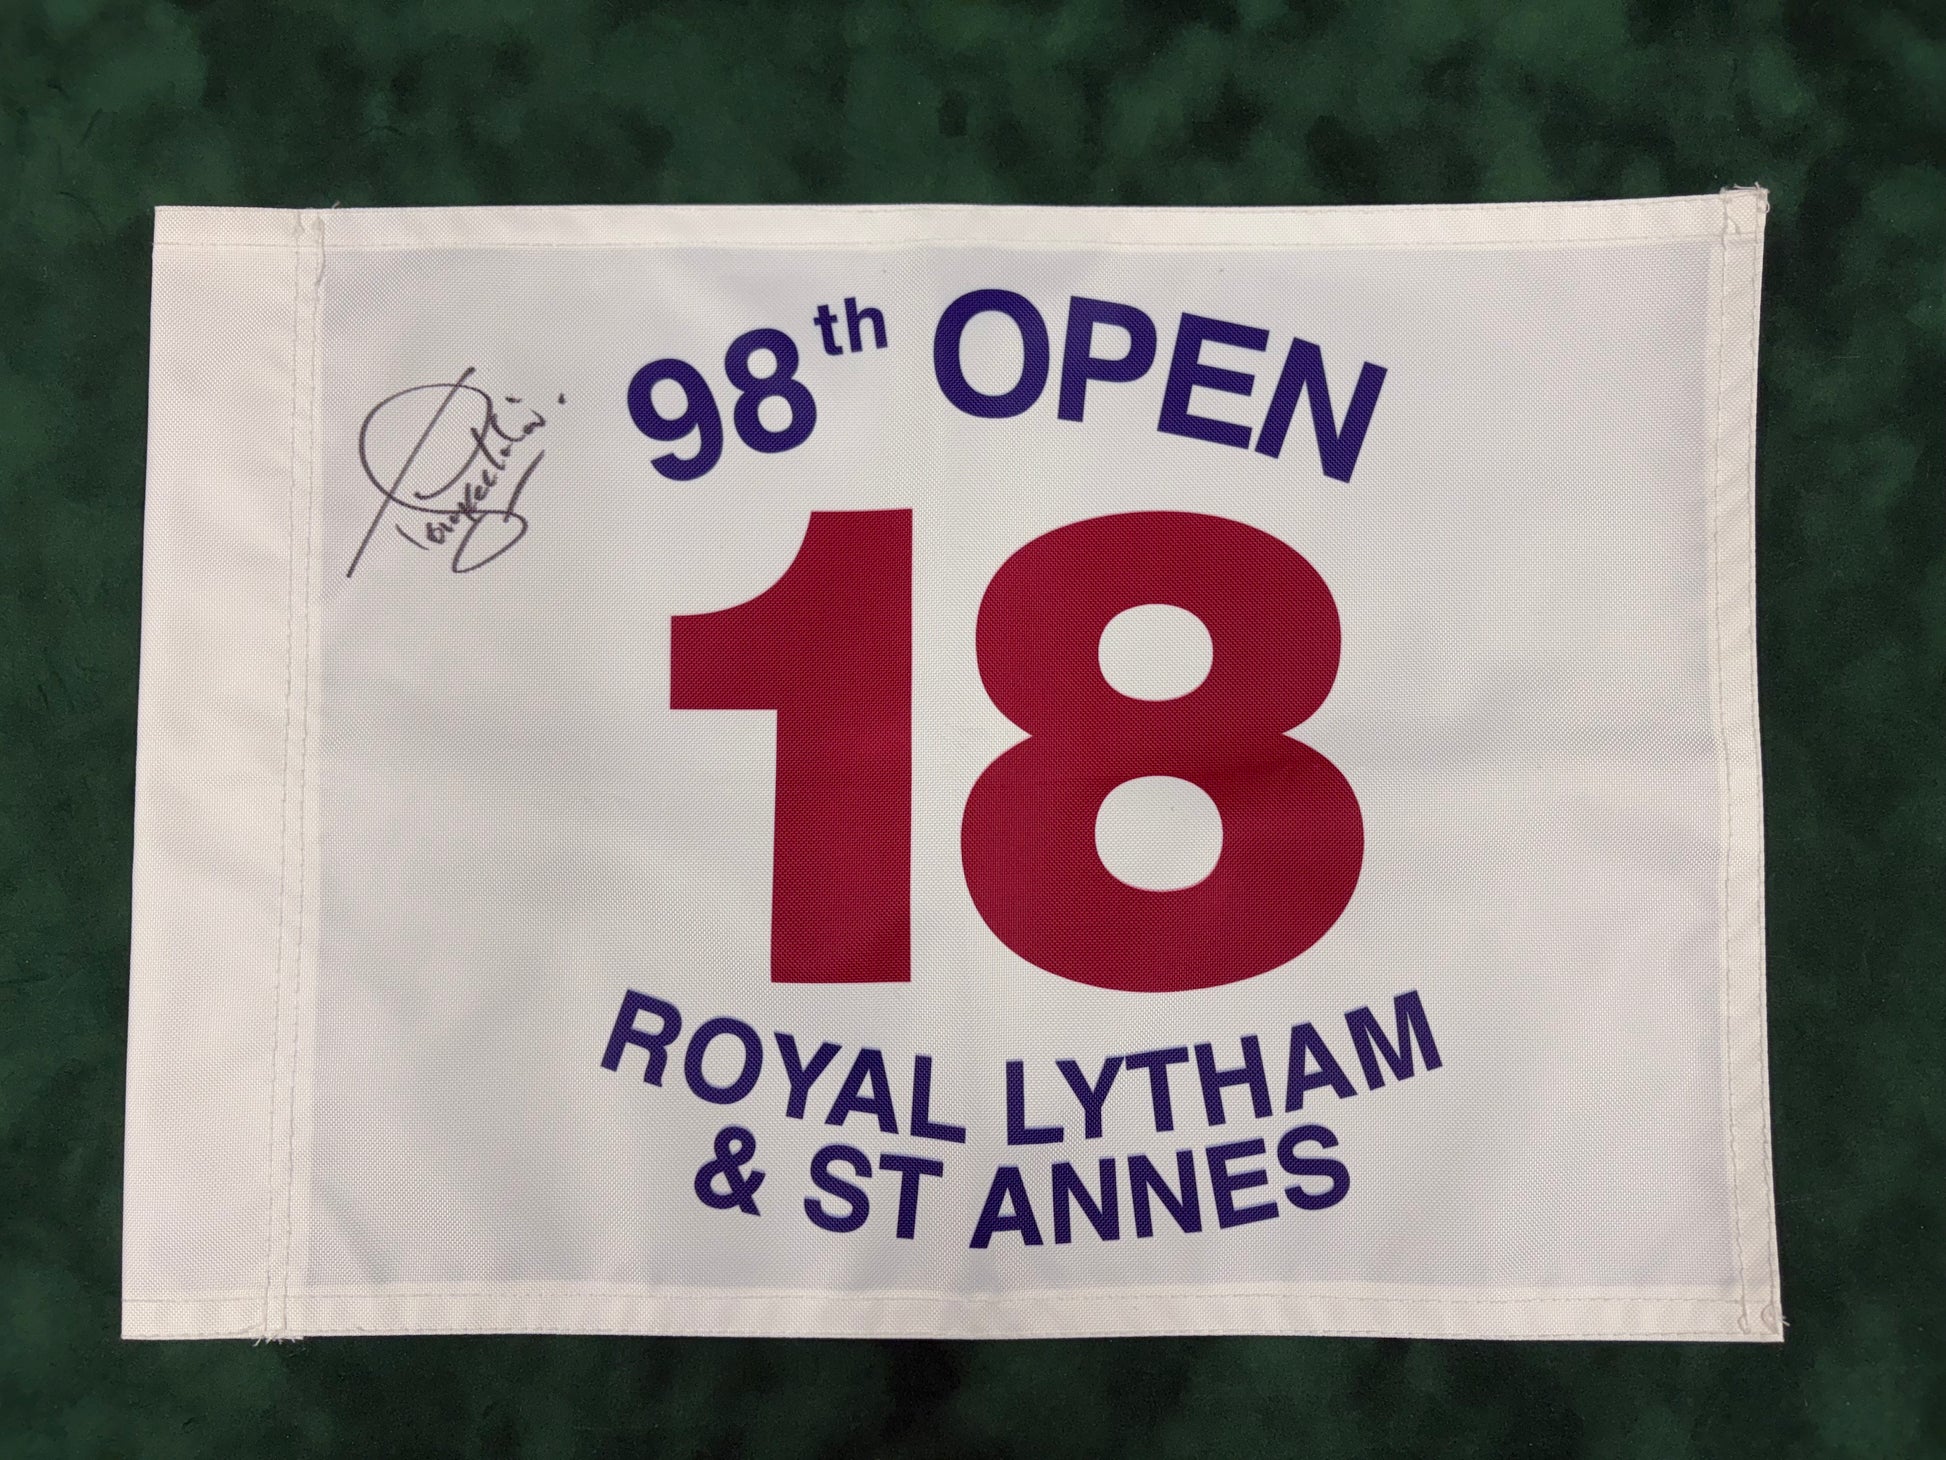 98th OPEN
18
ROYAL LYTHAM
& ST ANNES